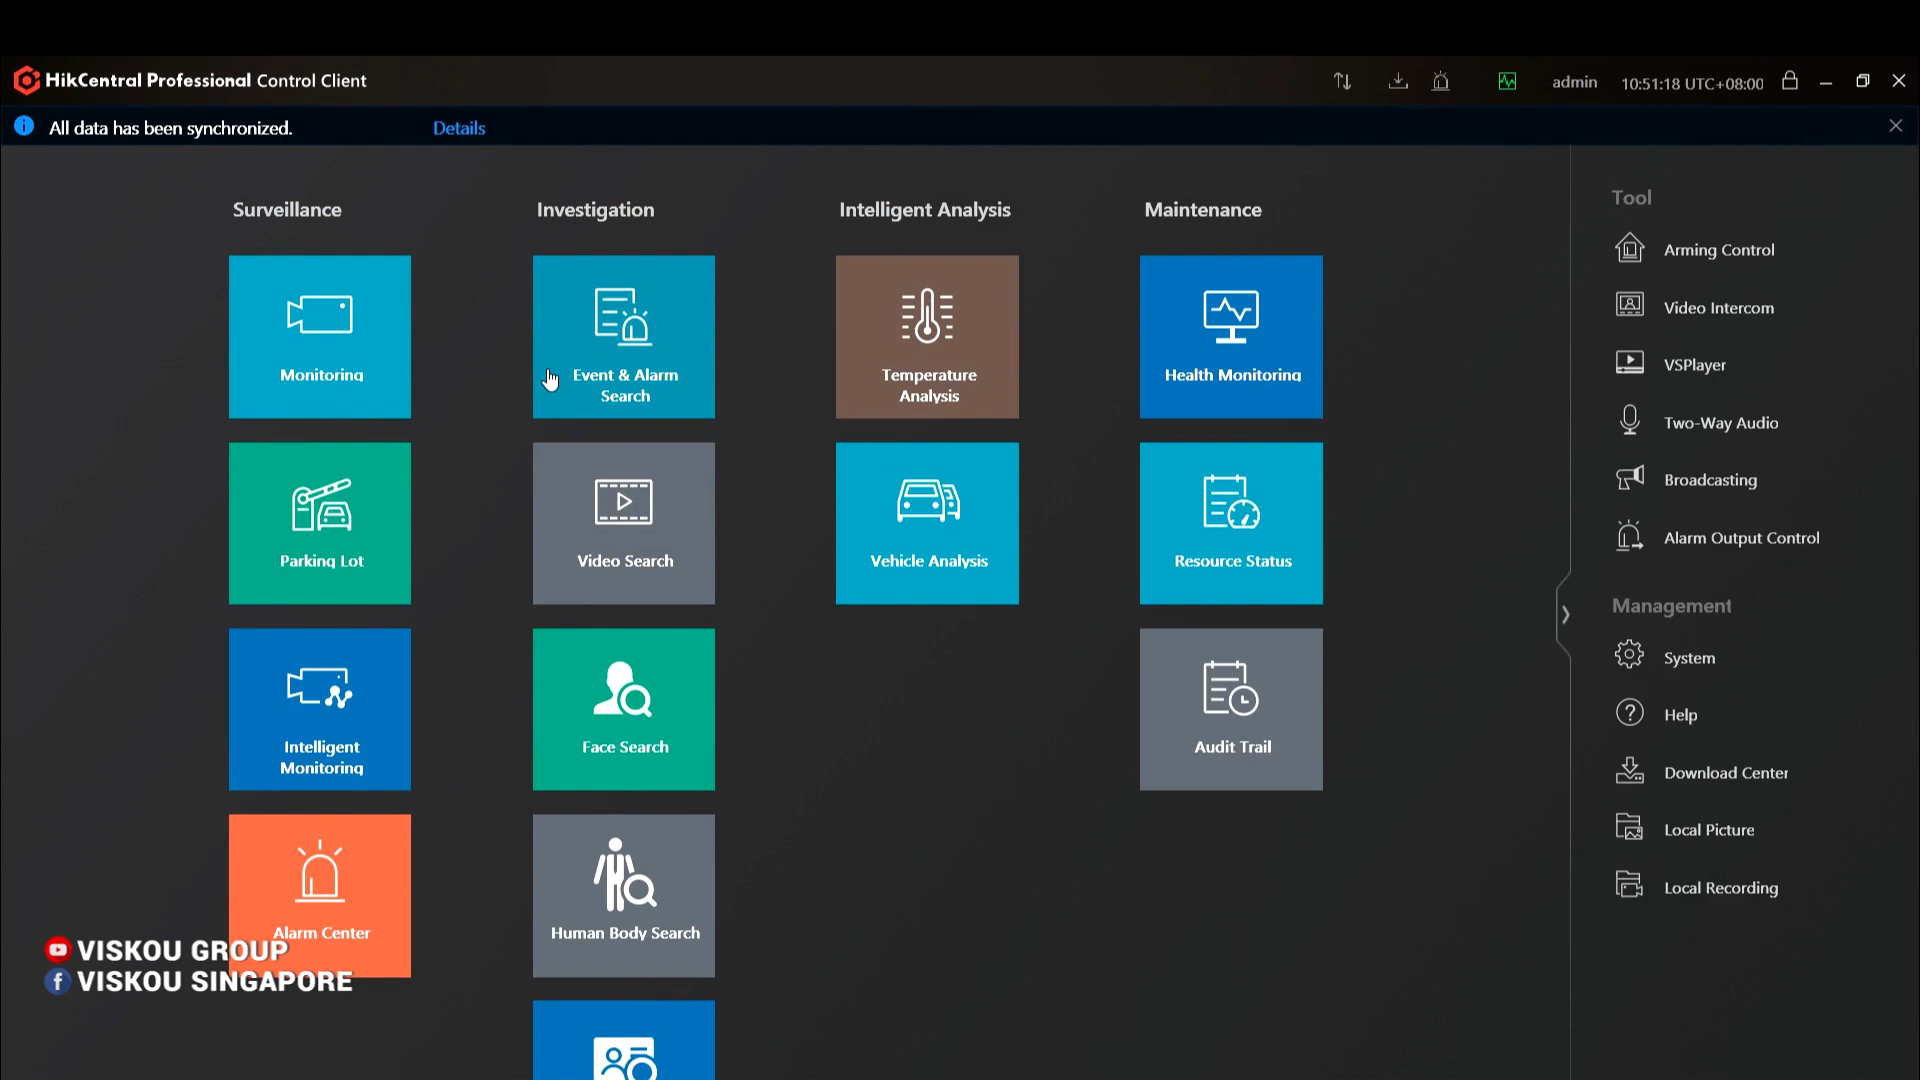 HikCentral Professional Control Client
admin
10:51:18 UTC+08:00
All data has been synchronized.
Details
Surveillance
Investigation
Intelligent Analysis
Maintenance
Monitoring
Event & Alarm
Search
Temperature
Analysis
Health Monitoring
Parking Lot
Video Search
Vehicle Analysis
Resource Status
Intelligent
Monitoring
Face Search
Audit Trail
Alarm Center
Human Body Search
Tool
Arming Control
Video Intercom
VSPlayer
Two-Way Audio
Broadcasting
Alarm Output Control
Management
System
Help
Download Center
Local Picture
Local Recording
VISKOU GROUP
VISKOU SINGAPORE